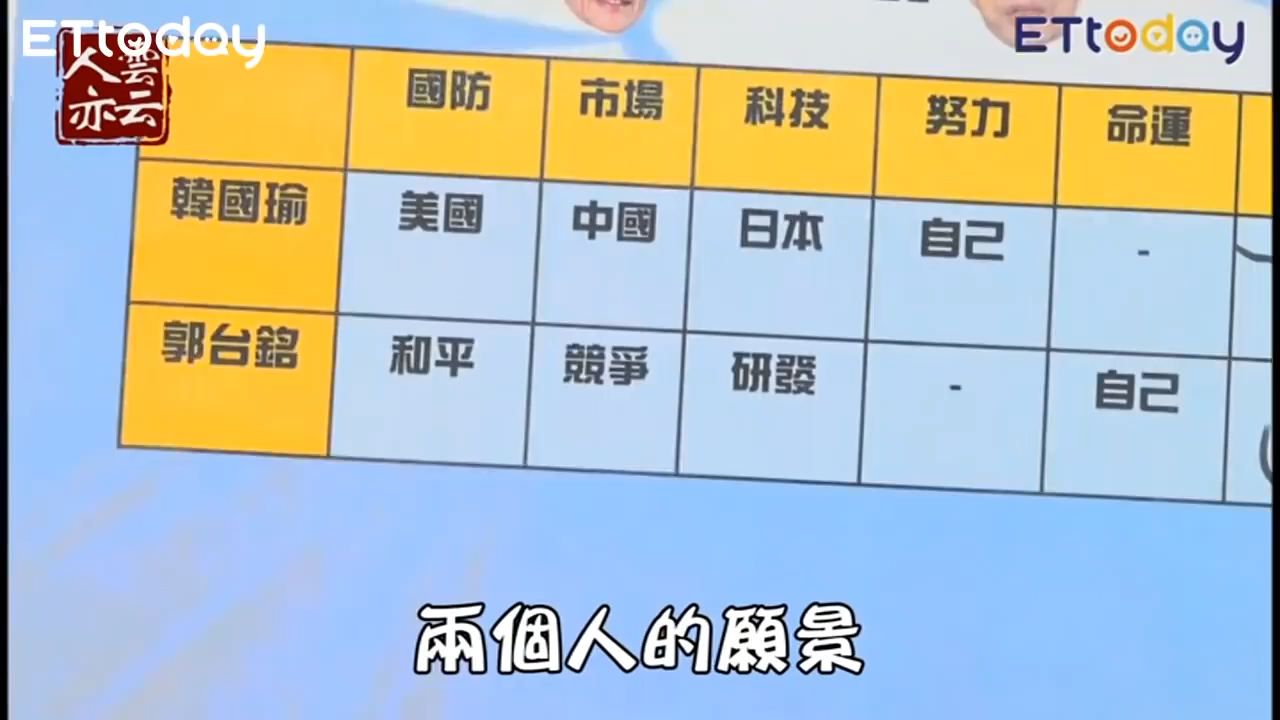 ETtoday
ETtoday
人雲
亦云
國防 市場 科技 努力 命運
韓國瑜 美國 中國 日本 自己 -
郭台銘 和平 競爭 研發 - 自己
兩個人的願景